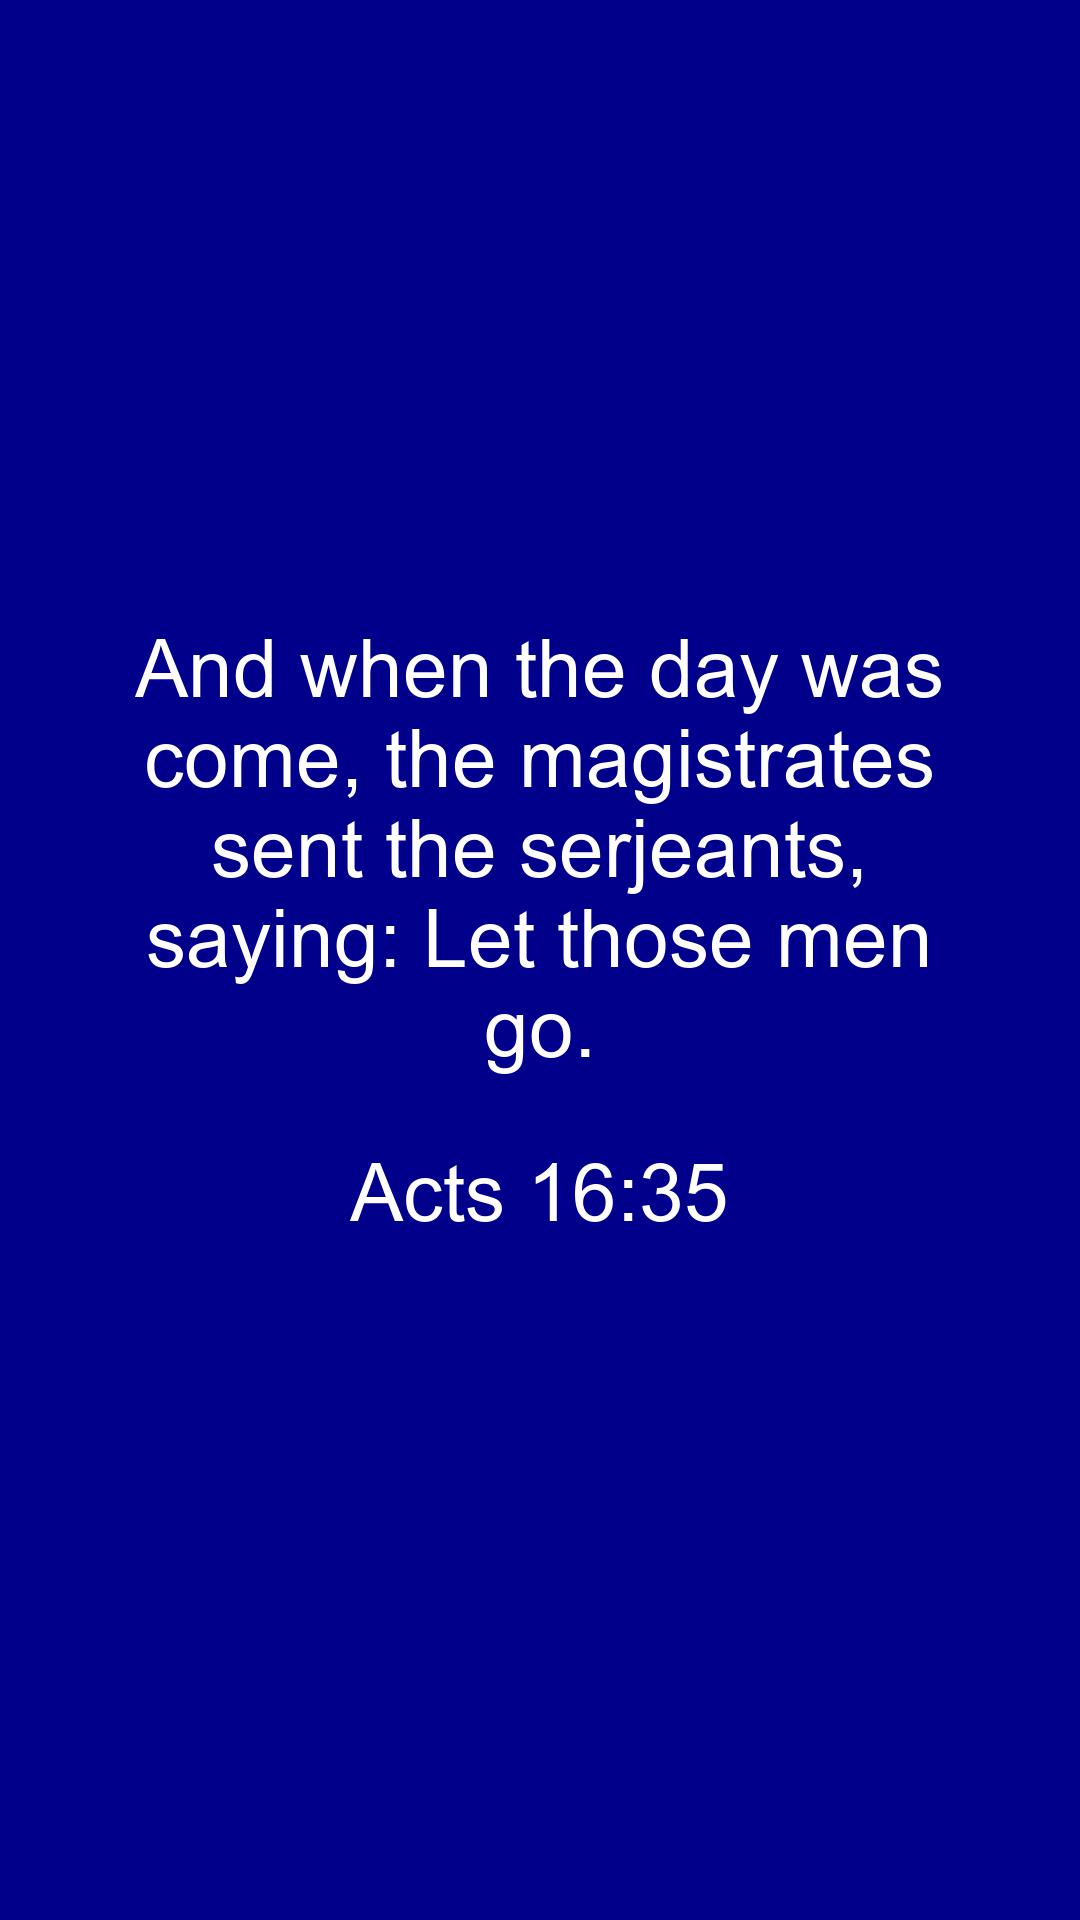 And when the day was
come, the magistrates
sent the serjeants,
saying: Let those men
go.
Acts 16:35